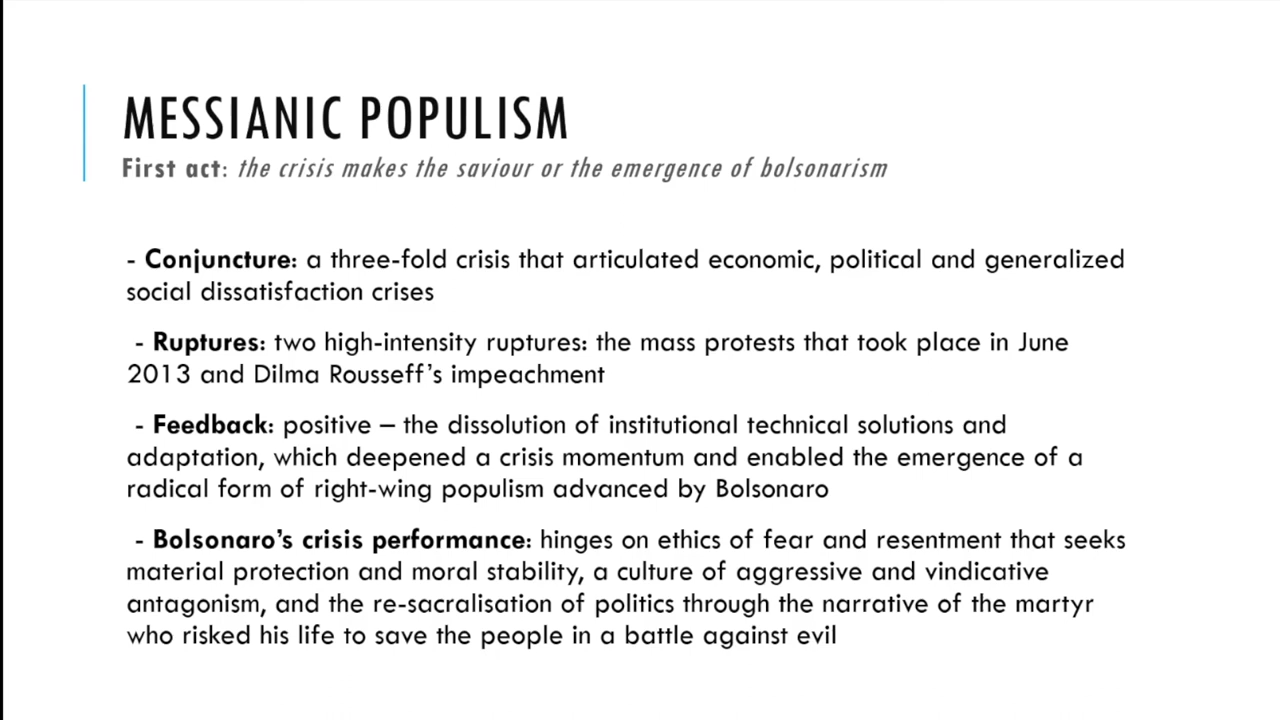 MESSIANIC POPULISM
First act: the crisis makes the saviour or the emergence of bolsonarism
- Conjuncture: a three-fold crisis that articulated economic, political and generalized
social dissatisfaction crises
- Ruptures: two high-intensity ruptures: the mass protests that took place in June
2013 and Dilma Rousseff’s impeachment
- Feedback: positive – the dissolution of institutional technical solutions and
adaptation, which deepened a crisis momentum and enabled the emergence of a
radical form of right-wing populism advanced by Bolsonaro
- Bolsonaro’s crisis performance: hinges on ethics of fear and resentment that seeks
material protection and moral stability, a culture of aggressive and vindicative
antagonism, and the re-sacralisation of politics through the narrative of the martyr
who risked his life to save the people in a battle against evil